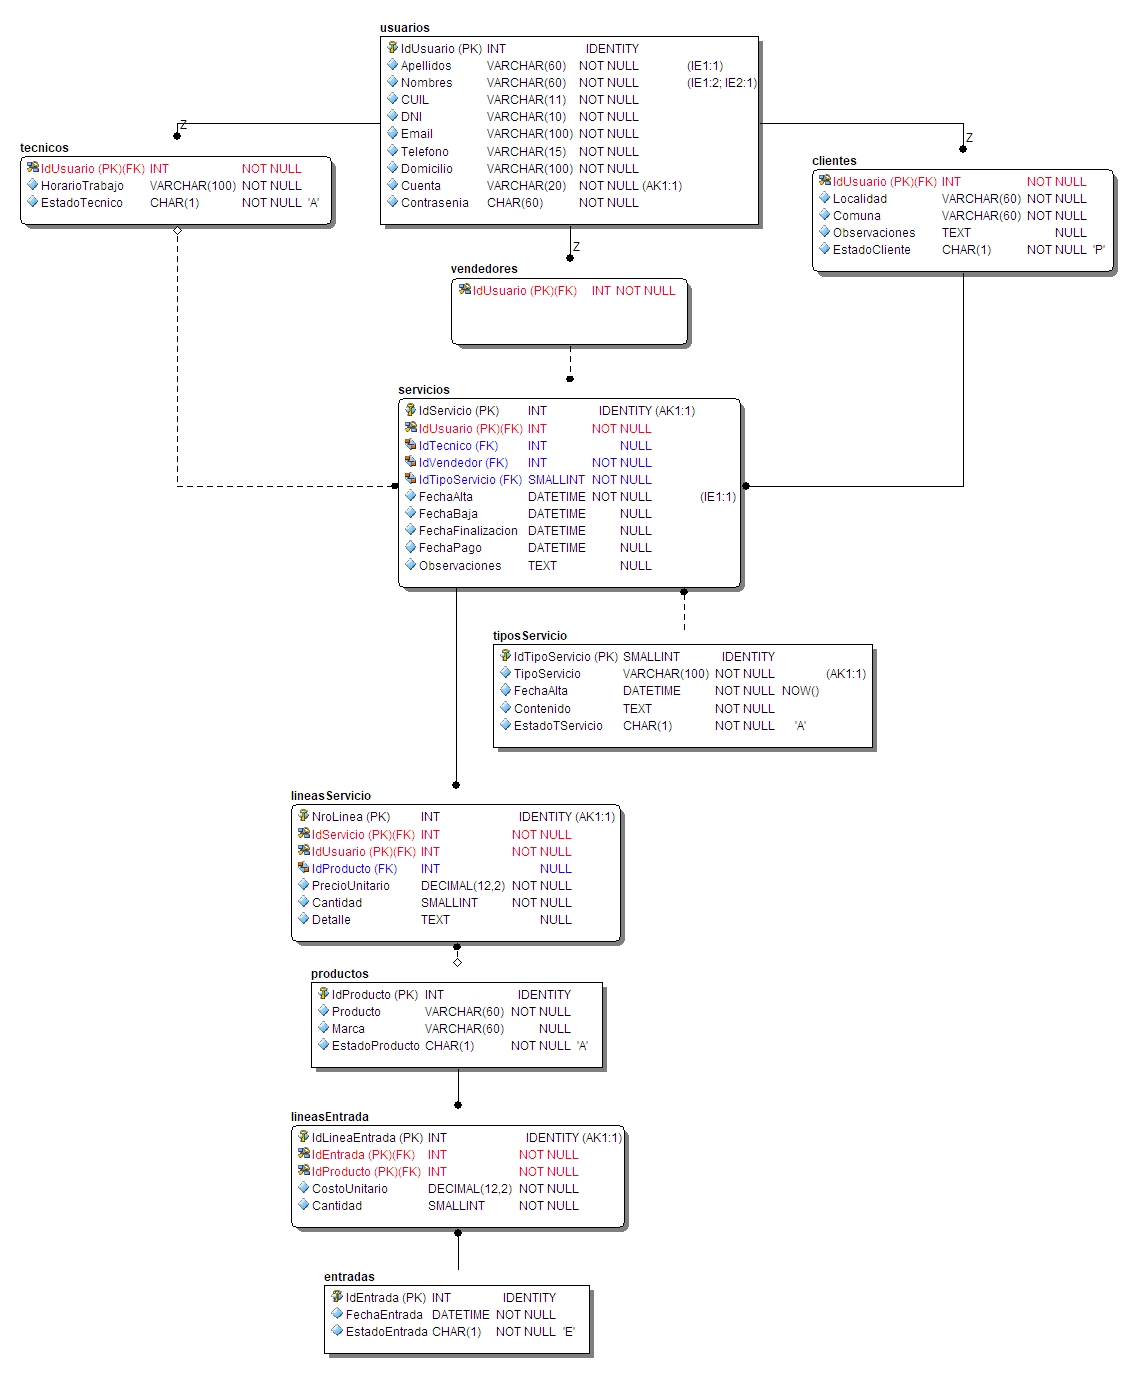 usuarios
IdUsuario (PK) INT IDENTITY
Apellidos VARCHAR(60) NOT NULL (IE1:1)
Nombres VARCHAR(60) NOT NULL (IE1:2; IE2:1)
CUIL VARCHAR(11) NOT NULL
DNI VARCHAR(10) NOT NULL
Email VARCHAR(100) NOT NULL
Telefono VARCHAR(15) NOT NULL
Domicilio VARCHAR(100) NOT NULL
Cuenta VARCHAR(20) NOT NULL (AK1:1)
Contrasenia CHAR(60) NOT NULL
Z
Z
Z
tecnicos
IdUsuario (PK)(FK) INT NOT NULL
HorarioTrabajo VARCHAR(100) NOT NULL
EstadoTecnico CHAR(1) NOT NULL 'A'
clientes
IdUsuario (PK)(FK) INT NOT NULL
Localidad VARCHAR(60) NOT NULL
Comuna VARCHAR(60) NOT NULL
Observaciones TEXT NULL
EstadoCliente CHAR(1) NOT NULL 'P'
vendedores
IdUsuario (PK)(FK) INT NOT NULL
servicios
IdServicio (PK) INT IDENTITY (AK1:1)
IdUsuario (PK)(FK) INT NOT NULL
IdTecnico (FK) INT NULL
IdVendedor (FK) INT NOT NULL
IdTipoServicio (FK) SMALLINT NOT NULL
FechaAlta DATETIME NOT NULL (IE1:1)
FechaBaja DATETIME NULL
FechaFinalizacion DATETIME NULL
FechaPago DATETIME NULL
Observaciones TEXT NULL
tiposServicio
IdTipoServicio (PK) SMALLINT IDENTITY
TipoServicio VARCHAR(100) NOT NULL (AK1:1)
FechaAlta DATETIME NOT NULL NOW()
Contenido TEXT NOT NULL
EstadoTServicio CHAR(1) NOT NULL 'A'
lineasServicio
NroLinea (PK) INT IDENTITY (AK1:1)
IdServicio (PK)(FK) INT NOT NULL
IdUsuario (PK)(FK) INT NOT NULL
IdProducto (FK) INT NULL
PrecioUnitario DECIMAL(12,2) NOT NULL
Cantidad SMALLINT NOT NULL
Detalle TEXT NULL
productos
IdProducto (PK) INT IDENTITY
Producto VARCHAR(60) NOT NULL
Marca VARCHAR(60) NULL
EstadoProducto CHAR(1) NOT NULL 'A'
lineasEntrada
IdLineaEntrada (PK) INT IDENTITY (AK1:1)
IdEntrada (PK)(FK) INT NOT NULL
IdProducto (PK)(FK) INT NOT NULL
CostoUnitario DECIMAL(12,2) NOT NULL
Cantidad SMALLINT NOT NULL
entradas
IdEntrada (PK) INT IDENTITY
FechaEntrada DATETIME NOT NULL
EstadoEntrada CHAR(1) NOT NULL 'E'